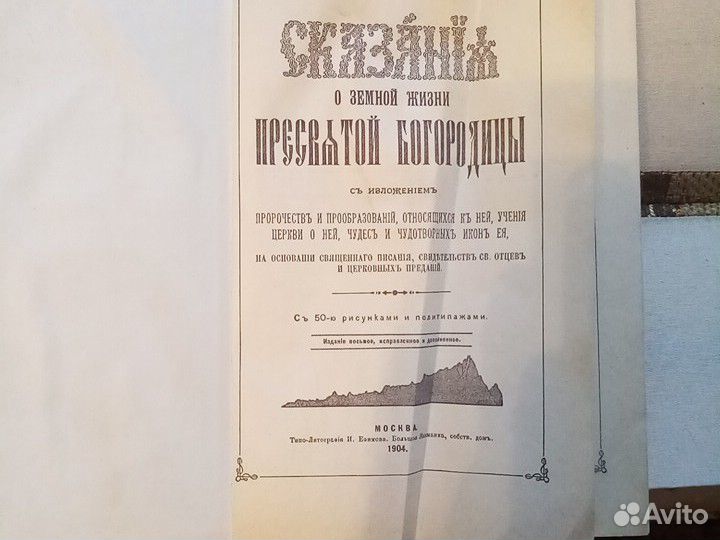 СКАЗАНІѦ
О ЗЕМНОЙ ЖИЗНИ
ПРЕСВѦТОЙ БОГОРОДИЦЫ
СЪ ИЗЛОЖЕНІЕМЪ
ПРОРОЧЕСТВЪ И ПРООБРАЗОВАНІЙ, ОТНОСЯЩИХСЯ КЪ НЕЙ, УЧЕНІЯ
ЦЕРКВИ О НЕЙ, ЧУДЕСЪ И ЧУДОТВОРНЫХЪ ИКОНЪ ЕЯ,
НА ОСНОВАНІИ СВЯЩЕННАГО ПИСАНІЯ, СВИДѢТЕЛЬСТВЪ СВ. ОТЦЕВЪ
И ЦЕРКОВНЫХЪ ПРЕДАНІЙ.
Съ 50-ю рисунками и политипажами.
Изданіе восьмое, исправленное и дополненное.
МОСКВА
Типо-Литографія И. Ефимова. Большая Якиманка, собств. домъ.
1904.
Avito